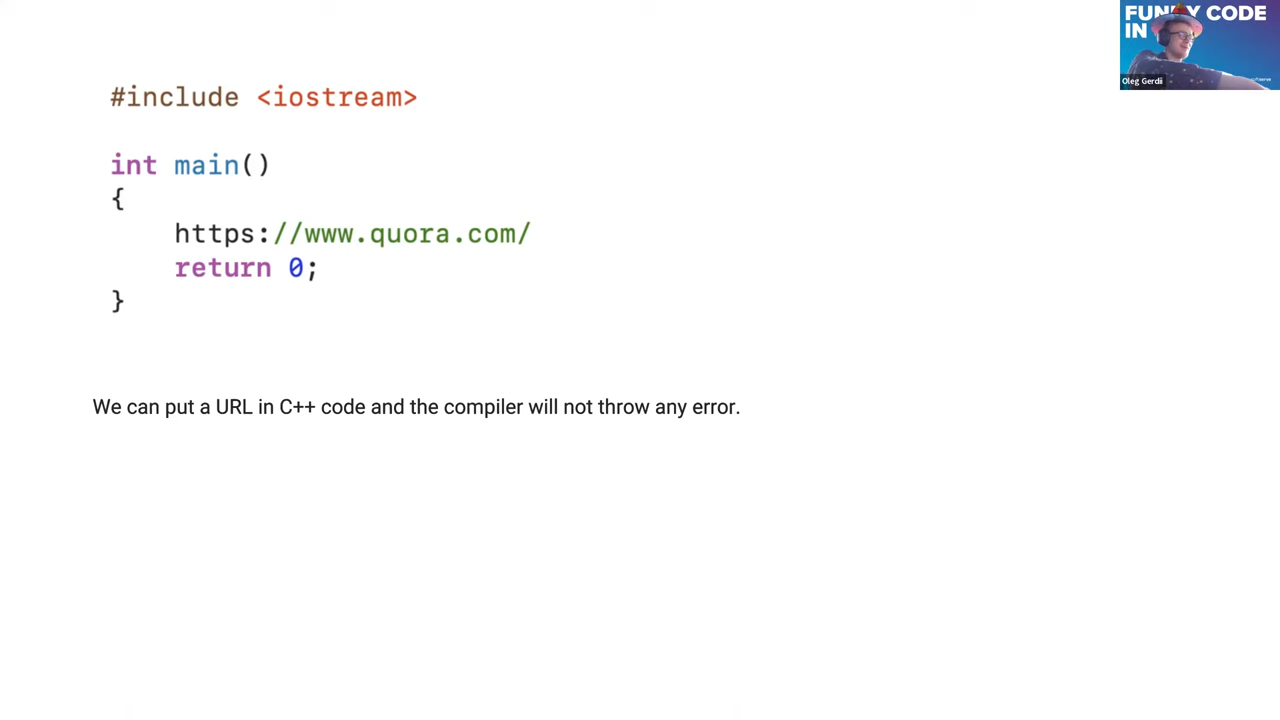 #include <iostream>
int main()
{
https://www.quora.com/
return 0;
}
We can put a URL in C++ code and the compiler will not throw any error.
CODE
IN
Oleg Gerdii